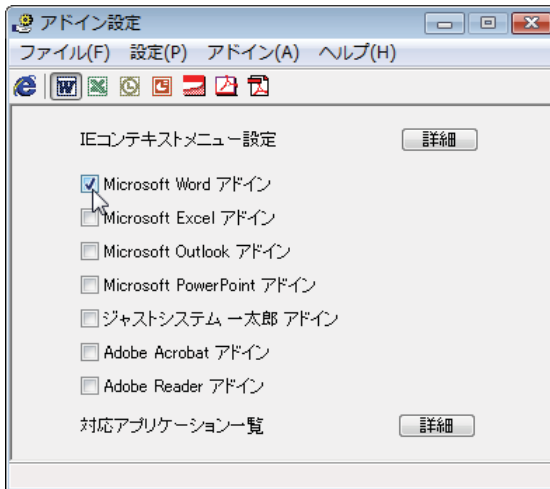 アドイン設定
ファイル(F) 設定(P) アドイン(A) ヘルプ(H)
IEコンテキストメニュー設定 詳細
Microsoft Word アドイン
Microsoft Excel アドイン
Microsoft Outlook アドイン
Microsoft PowerPoint アドイン
ジャストシステム 一太郎 アドイン
Adobe Acrobat アドイン
Adobe Reader アドイン
対応アプリケーション一覧 詳細